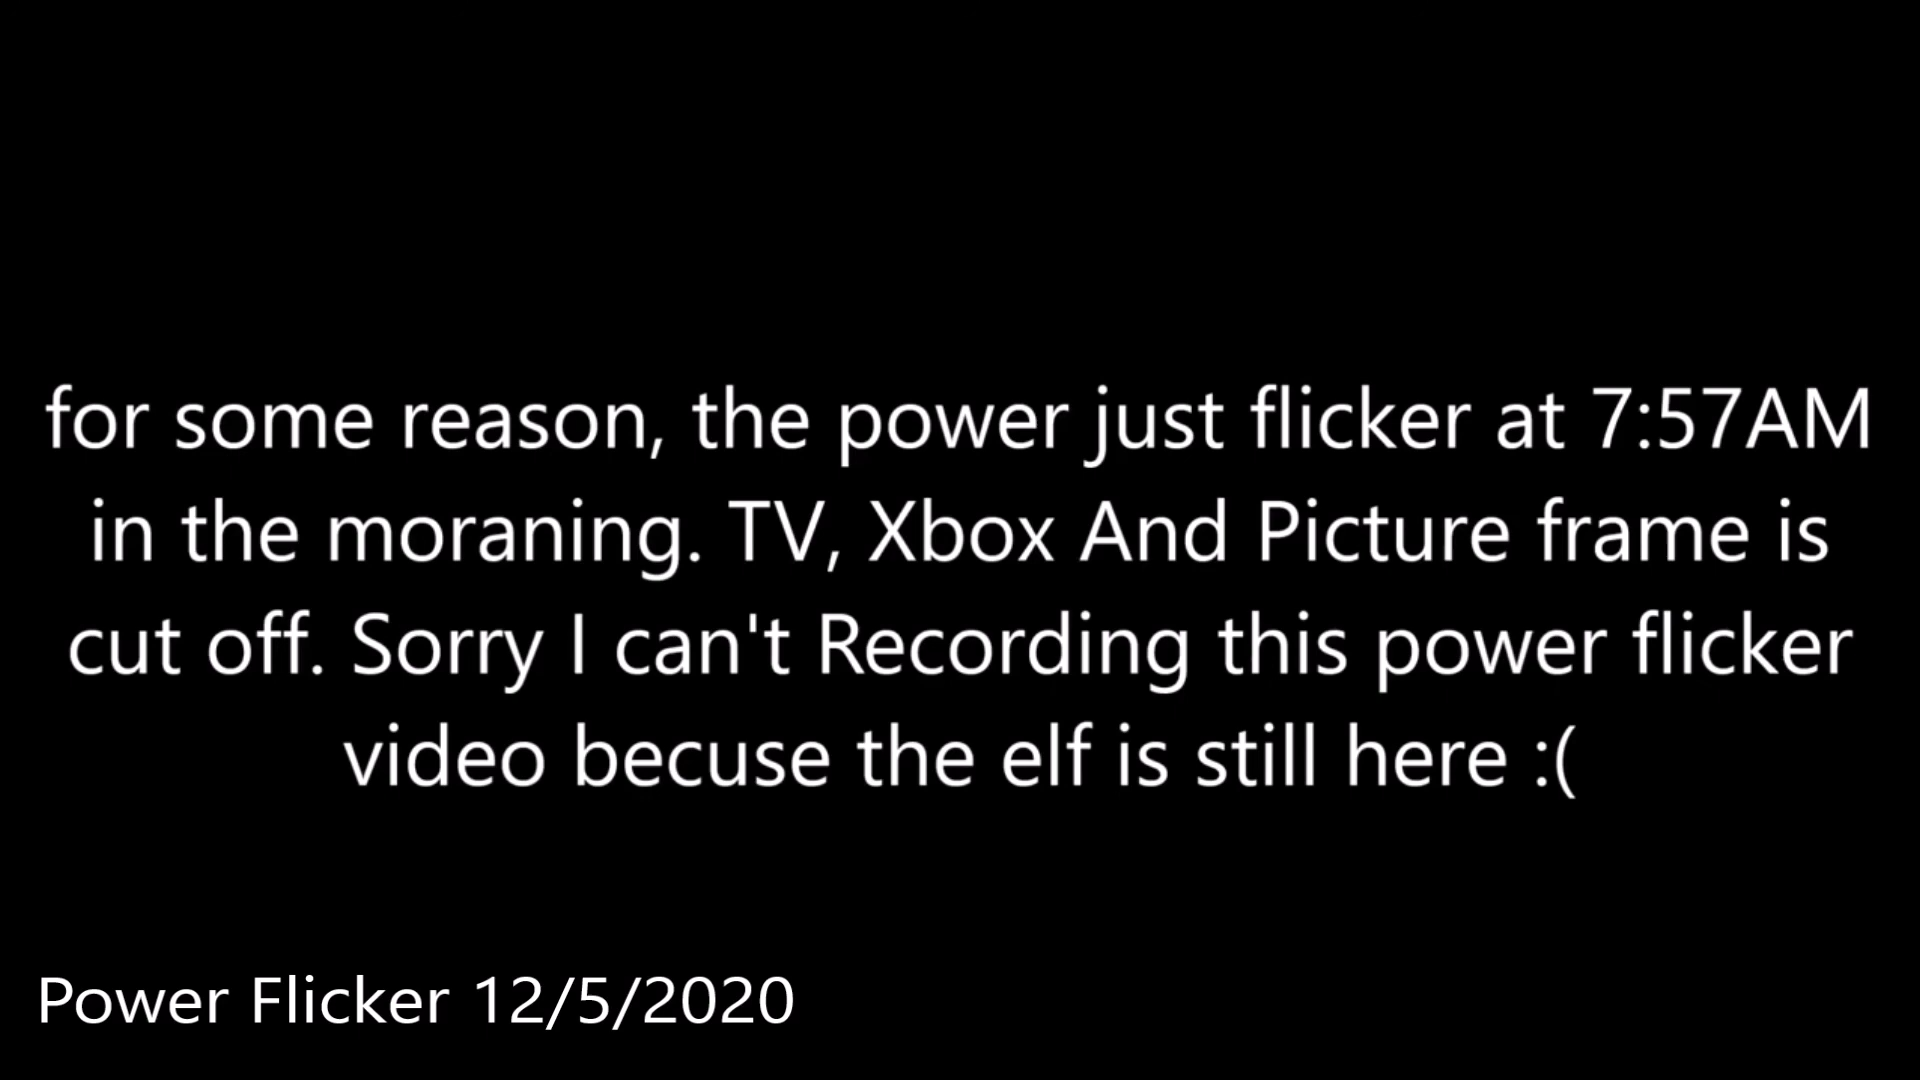 for some reason, the power just flicker at 7:57AM
in the moraning. TV, Xbox And Picture frame is
cut off. Sorry I can't Recording this power flicker
video becuse the elf is still here :(
Power Flicker 12/5/2020